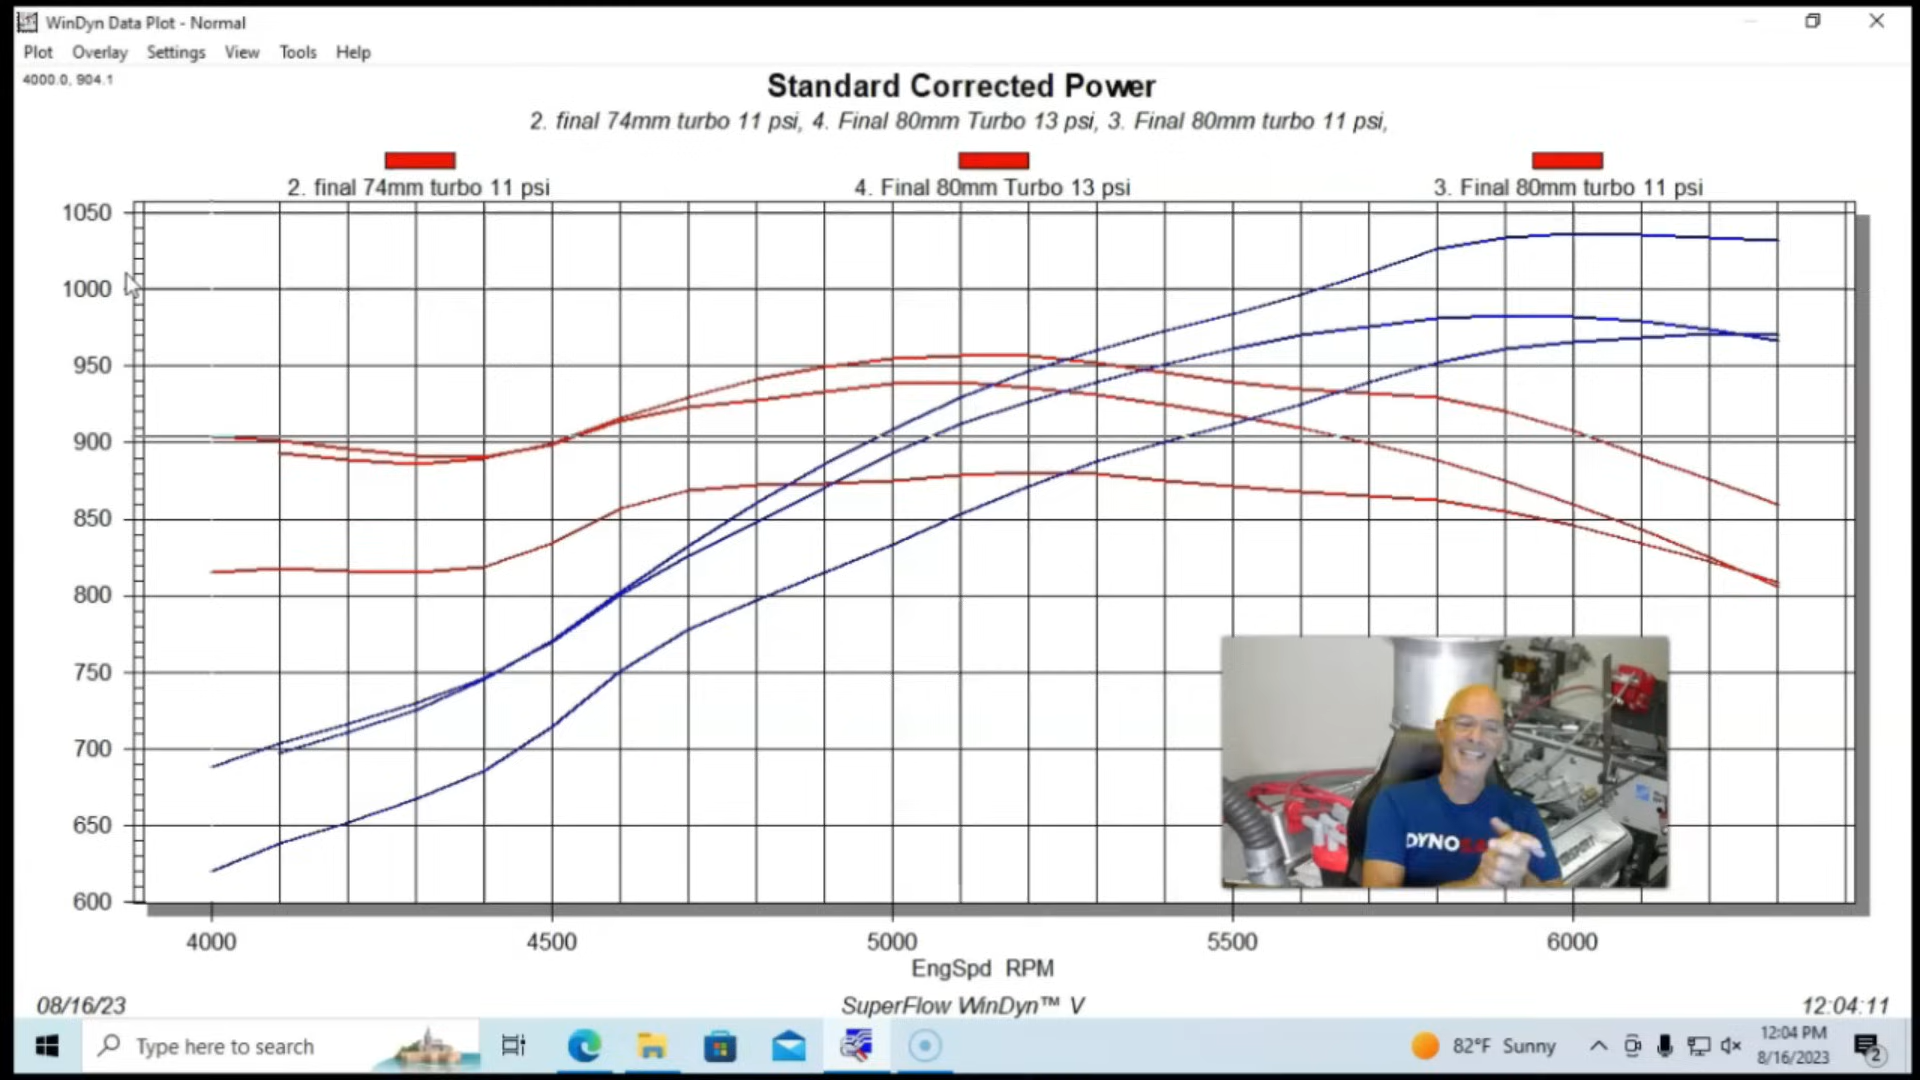 WinDyn Data Plot - Normal
Plot Overlay Settings View Tools Help
4000.0, 904.1
Standard Corrected Power
2. final 74mm turbo 11 psi, 4. Final 80mm Turbo 13 psi, 3. Final 80mm turbo 11 psi,
2. final 74mm turbo 11 psi 4. Final 80mm Turbo 13 psi 3. Final 80mm turbo 11 psi
1050
1000
950
900
850
800
750
700
650
600
DYNO
4000 4500 5000 5500 6000
EngSpd RPM
08/16/23 SuperFlow WinDyn™ V 12:04:11
Type here to search
82°F Sunny
12:04 PM
8/16/2023
2